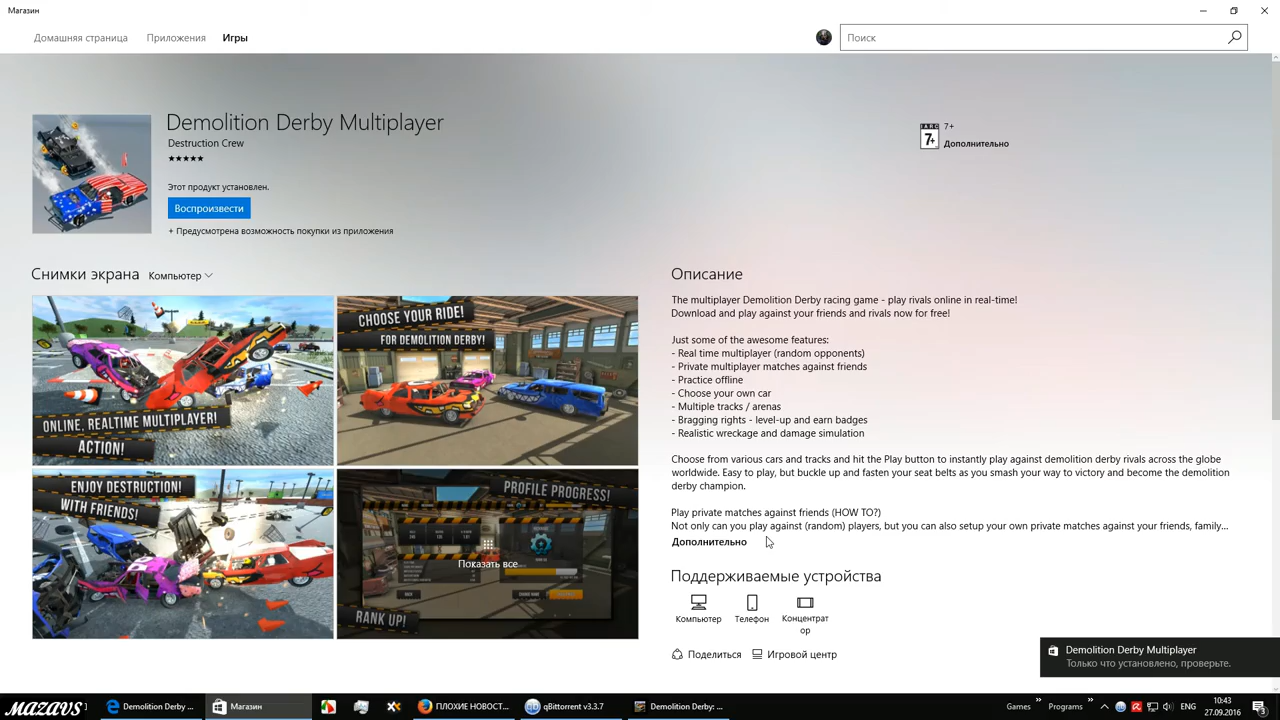 Магазин
Домашняя страница Приложения Игры
Поиск
Demolition Derby Multiplayer
Destruction Crew
Этот продукт установлен.
Воспроизвести
+ Предусмотрена возможность покупки из приложения
IARC
7+
7+
Дополнительно
Снимки экрана Компьютер
ONLINE, REALTIME MULTIPLAYER!
ACTION!
CHOOSE YOUR RIDE!
FOR DEMOLITION DERBY!
ENJOY DESTRUCTION!
WITH FRIENDS!
PROFILE PROGRESS!
Показать все
RANK UP!
Описание
The multiplayer Demolition Derby racing game - play rivals online in real-time!
Download and play against your friends and rivals now for free!
Just some of the awesome features:
- Real time multiplayer (random opponents)
- Private multiplayer matches against friends
- Practice offline
- Choose your own car
- Multiple tracks / arenas
- Bragging rights - level-up and earn badges
- Realistic wreckage and damage simulation
Choose from various cars and tracks and hit the Play button to instantly play against demolition derby rivals across the globe
worldwide. Easy to play, but buckle up and fasten your seat belts as you smash your way to victory and become the demolition
derby champion.
Play private matches against friends (HOW TO?)
Not only can you play against (random) players, but you can also setup your own private matches against your friends, family...
Дополнительно
Поддерживаемые устройства
Компьютер Телефон Концентрат
ор
Поделиться Игровой центр
Demolition Derby Multiplayer
Только что установлено, проверьте.
MAZAVS Demolition Derby ... Магазин ПЛОХИЕ НОВОСТ... qBittorrent v3.3.7 Demolition Derby: ... Games » Programs » ENG
10:43
27.09.2016
3